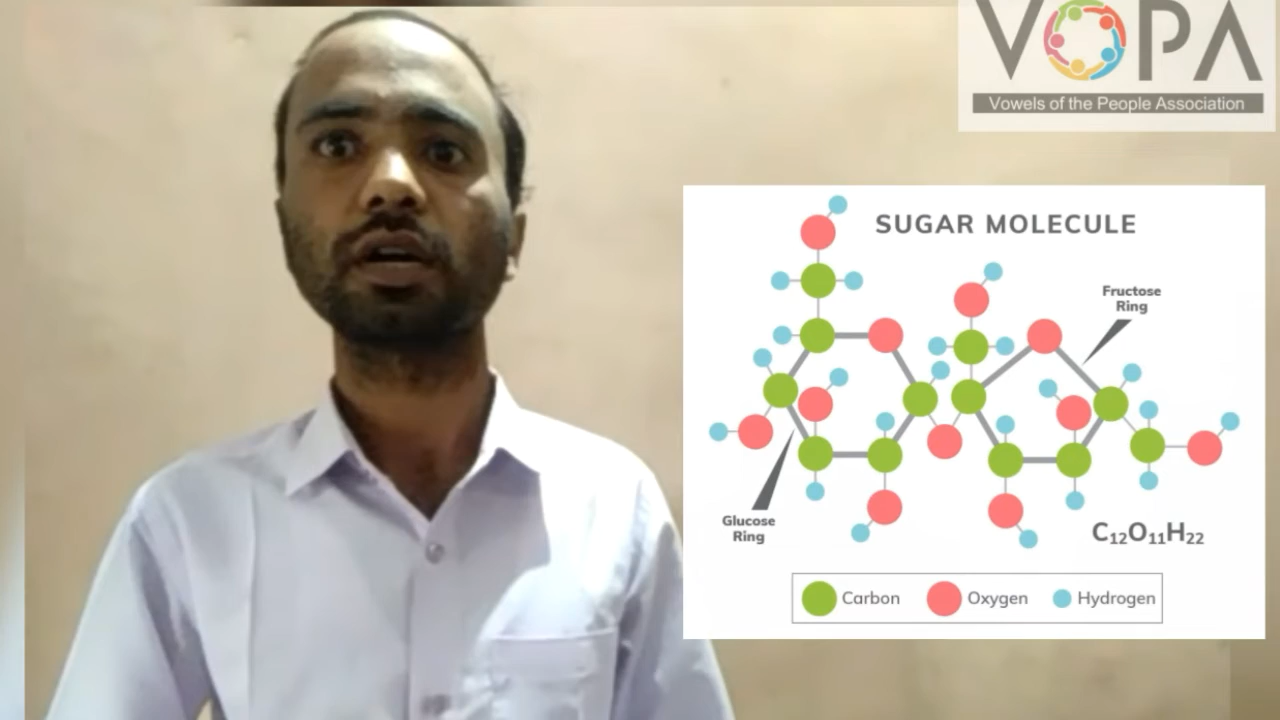 VOPA
Vowels of the People Association
SUGAR MOLECULE
Fructose
Ring
Glucose
Ring
C₁₂O₁₁H₂₂
Carbon
Oxygen
Hydrogen